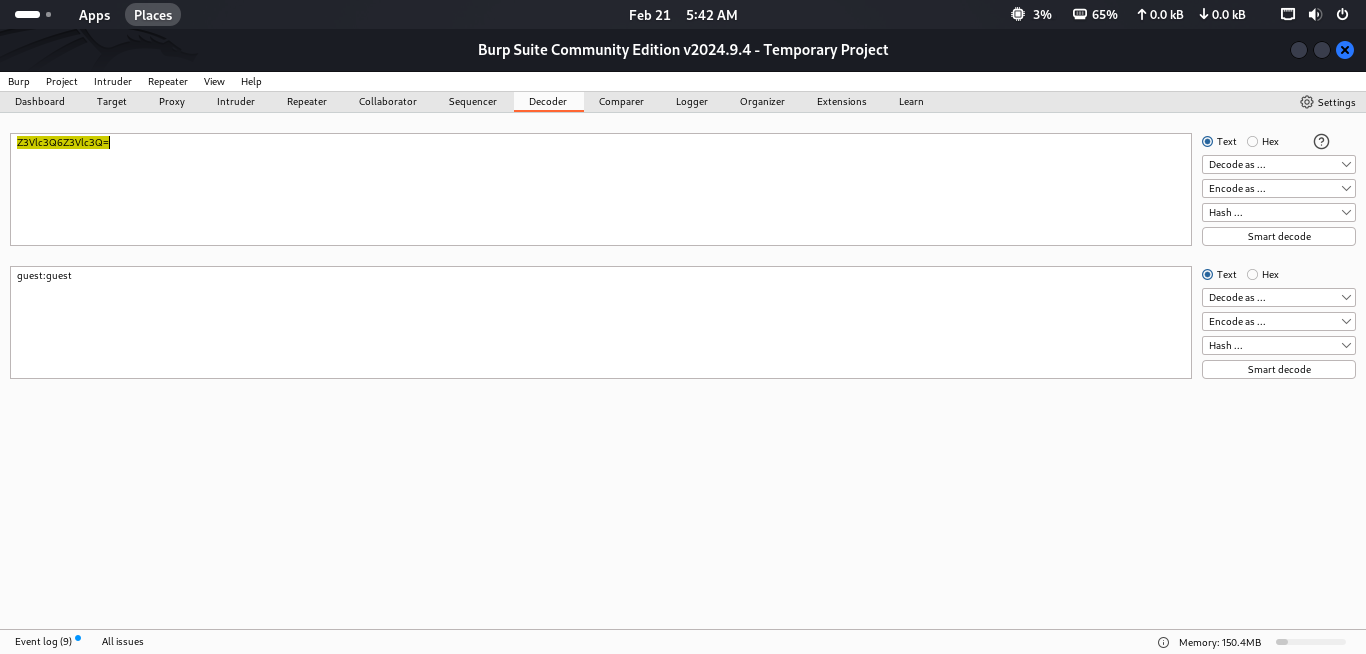 Apps Places Feb 21 5:42 AM 3% 65% 0.0 kB 0.0 kB
Burp Suite Community Edition v2024.9.4 - Temporary Project
Burp Project Intruder Repeater View Help
Dashboard Target Proxy Intruder Repeater Collaborator Sequencer Decoder Comparer Logger Organizer Extensions Learn Settings
Z3Vlc3Q6Z3Vlc3Q= Text Hex ?
Decode as ...
Encode as ...
Hash ...
Smart decode
guest:guest Text Hex
Decode as ...
Encode as ...
Hash ...
Smart decode
Event log (9) All issues Memory: 150.4MB